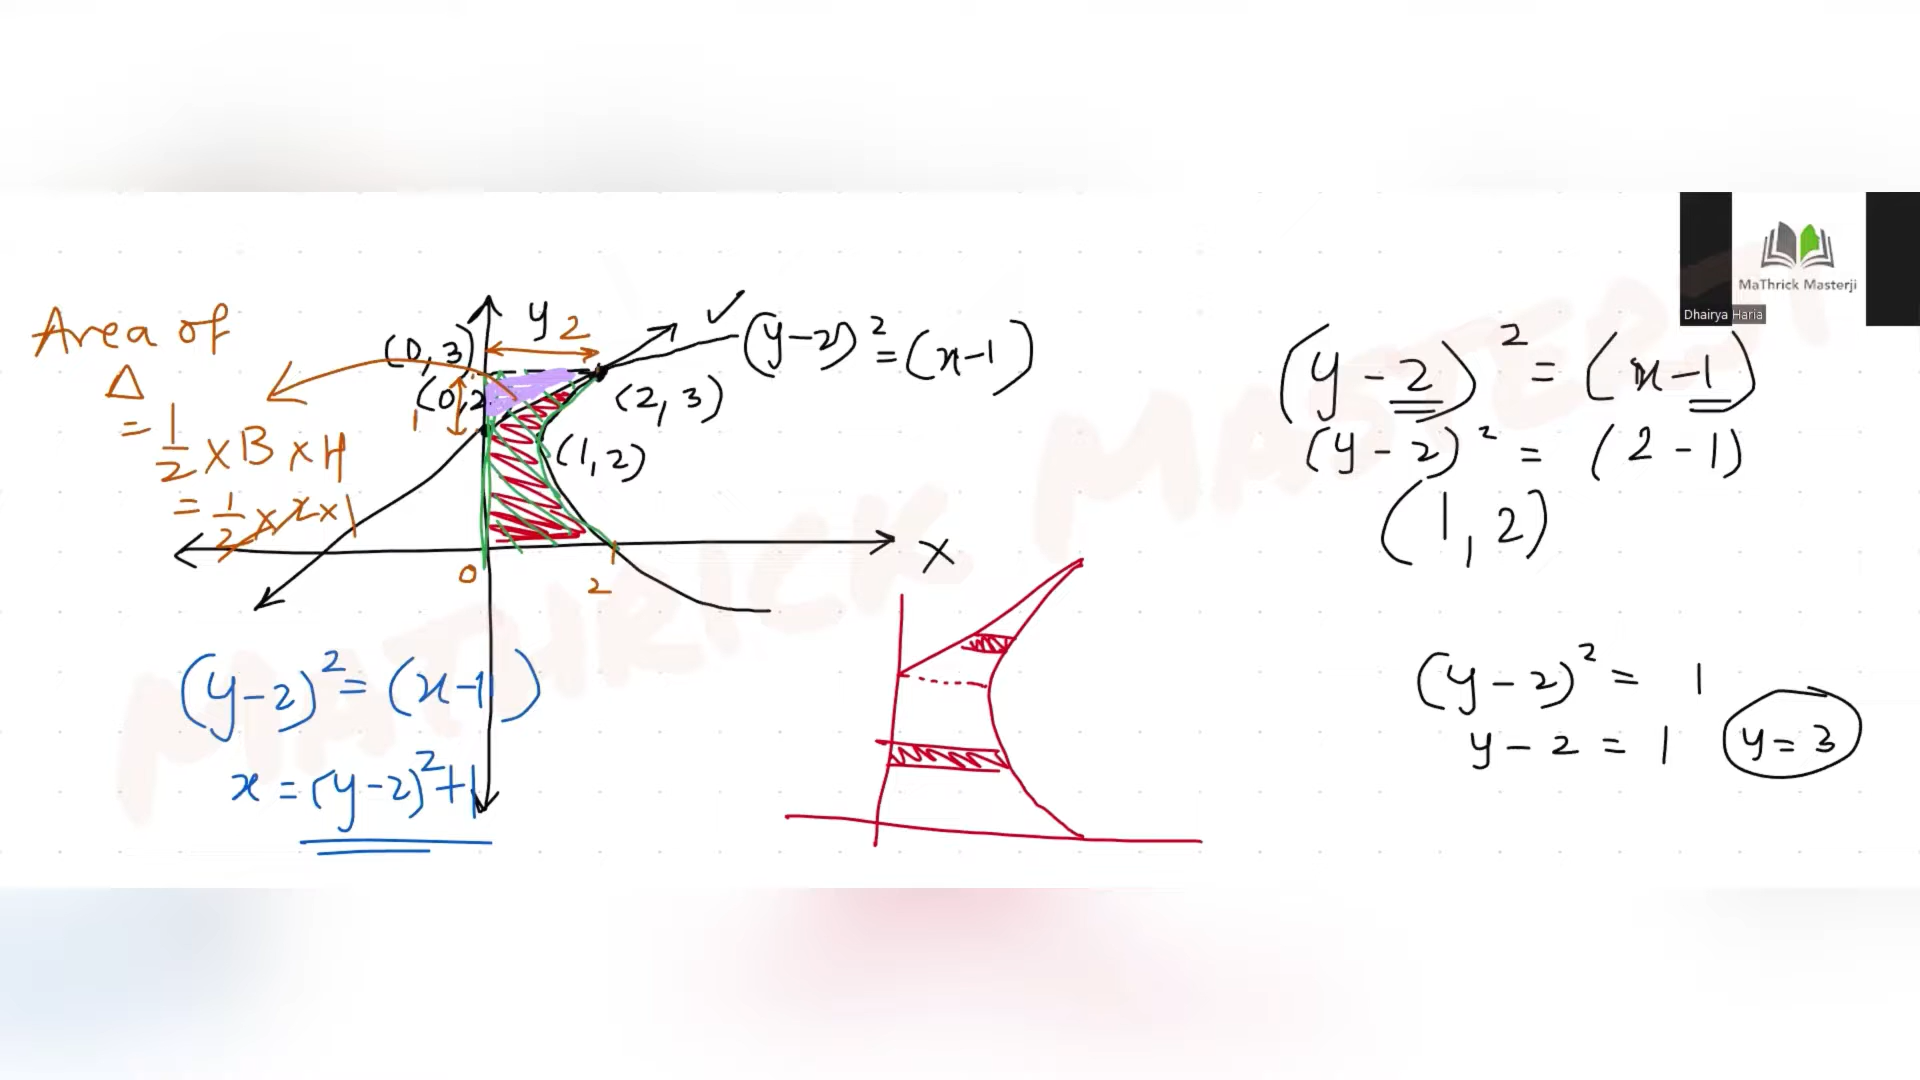 MaThrick Masterji
Dhairya Haria
MATHRICK MASTERJI
Area of
Δ
= 1/2 × B × H
= 1/2 × 2 × 1
y
2
(0, 3)
(0, 2
1
(2, 3)
(1, 2)
✓
(y-2)² = (x-1)
0
2
X
(y-2)² = (x-1)
x = (y-2)² + 1
(y - 2)² = (x - 1)
(y - 2)² = (2 - 1)
(1, 2)
(y - 2)² = 1
y - 2 = 1
y = 3